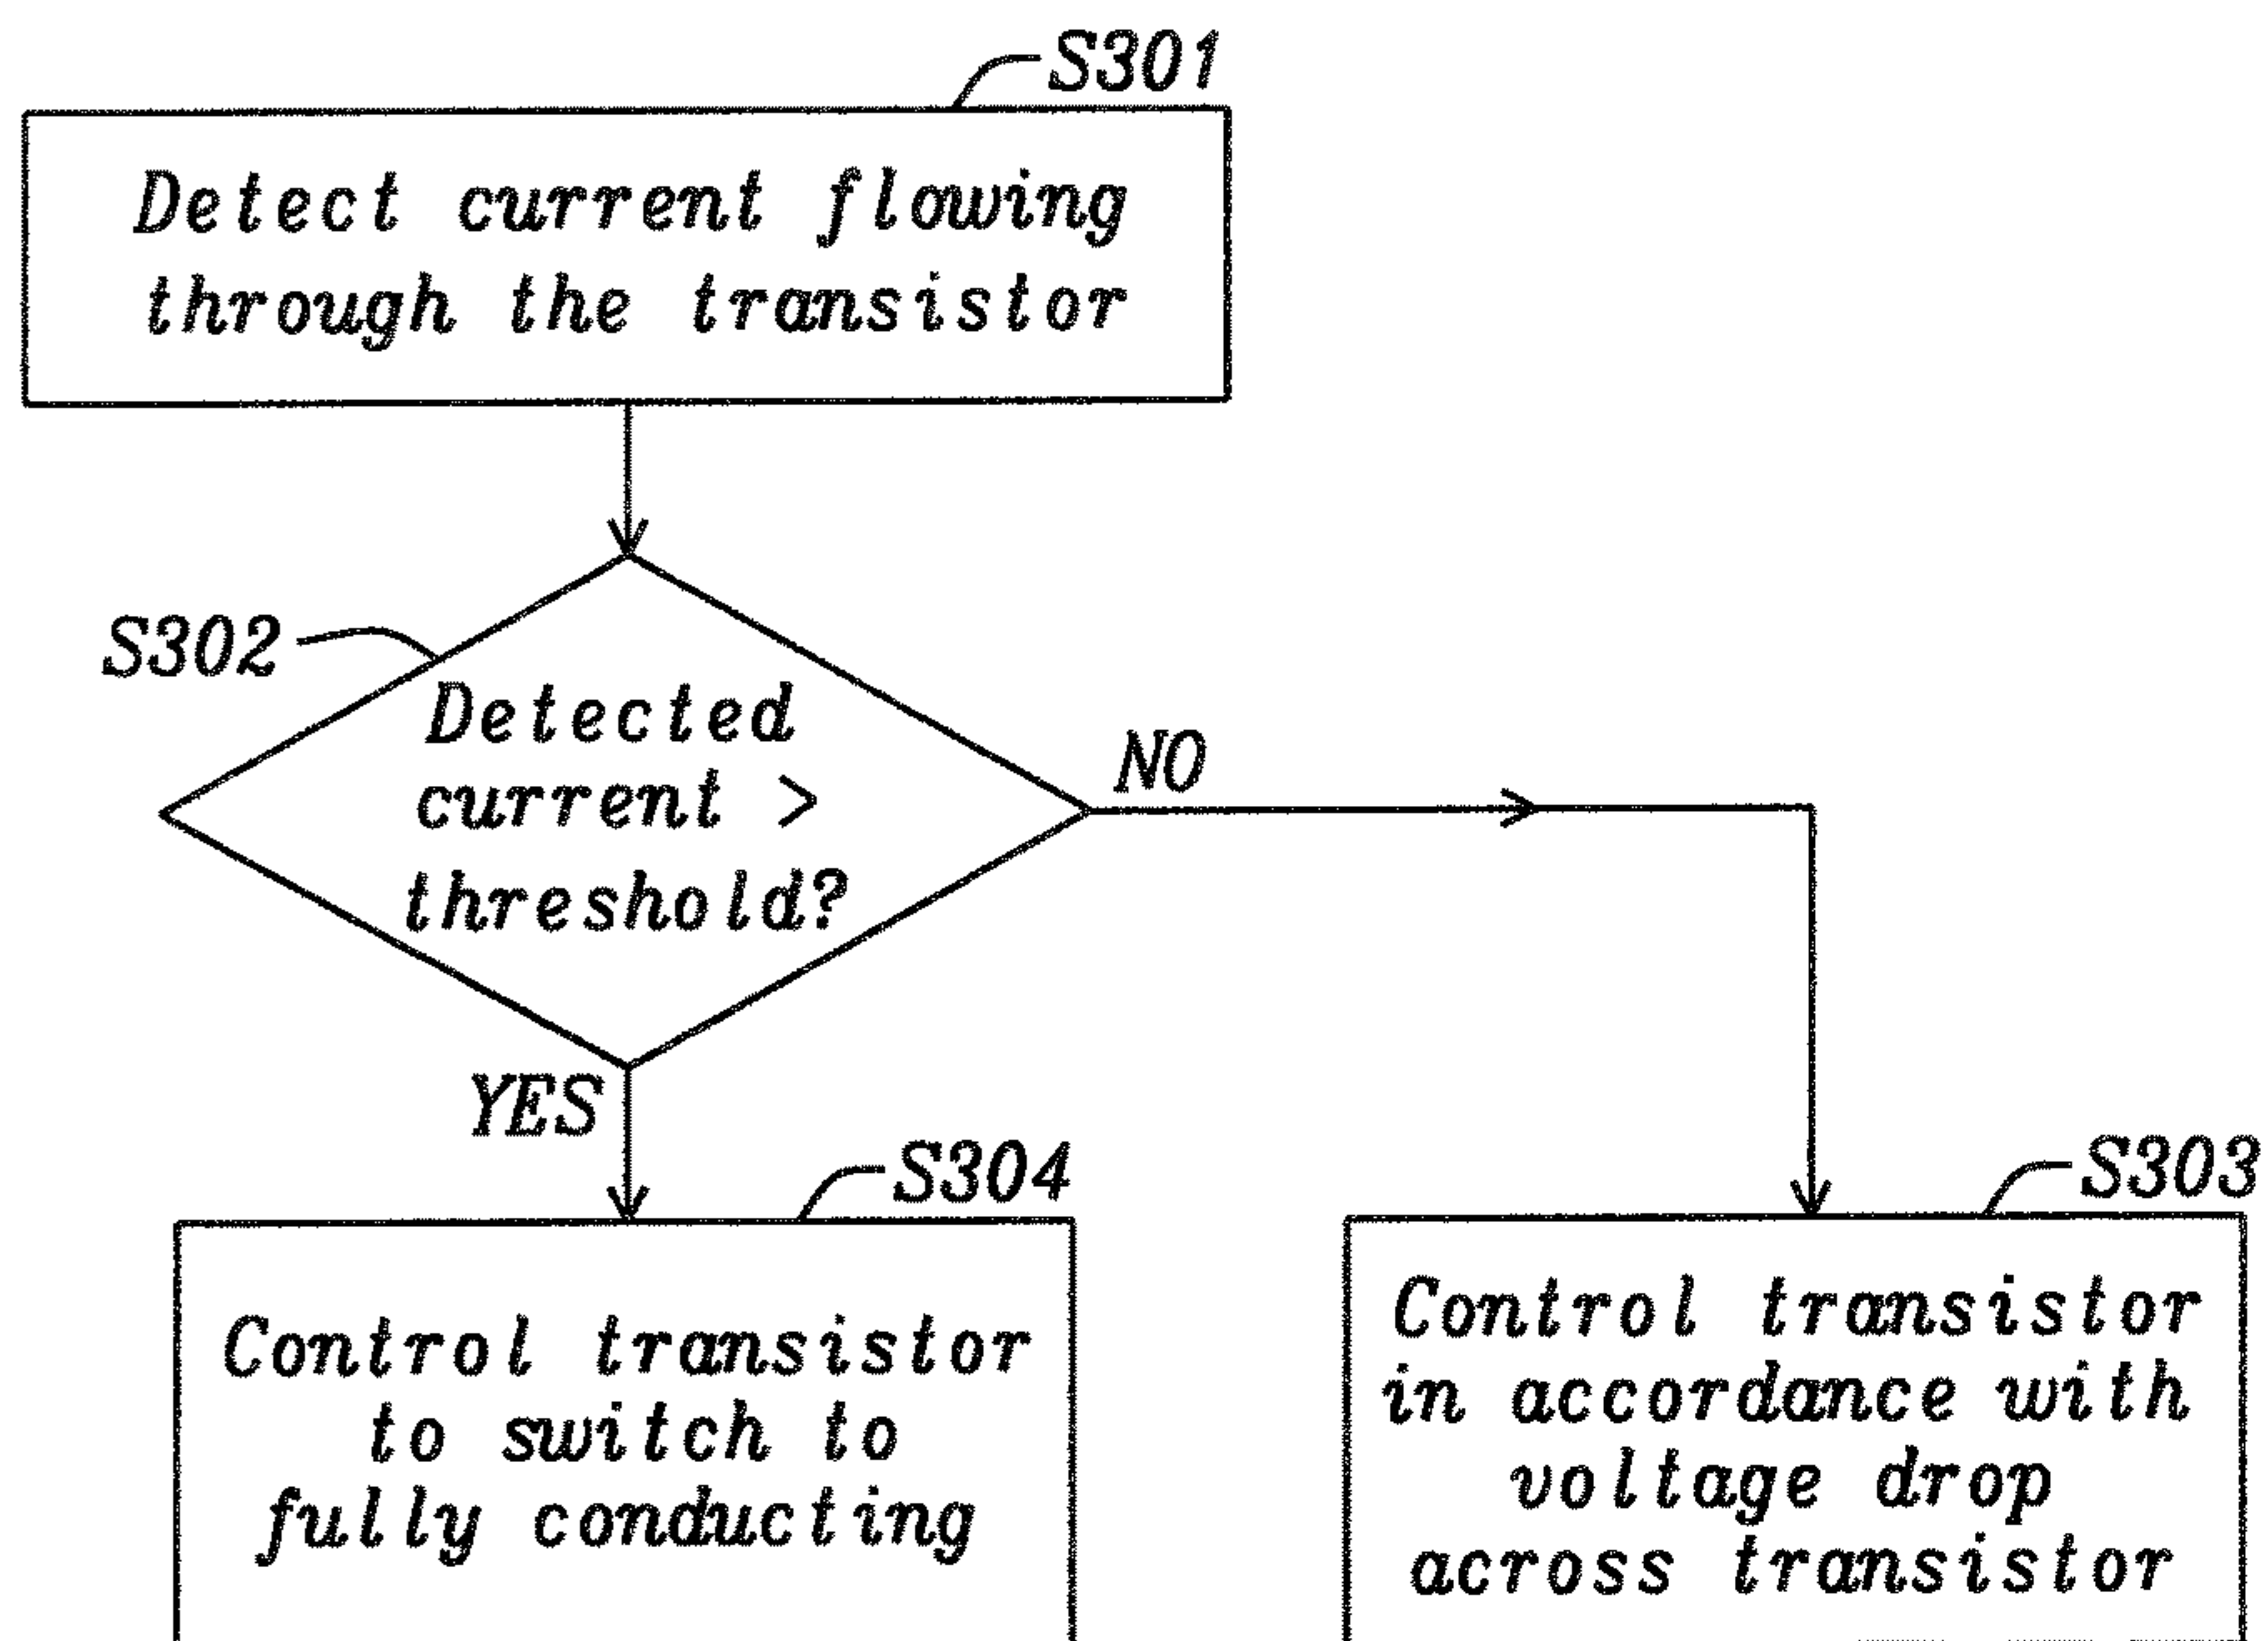 S301
Detect current flowing
through the transistor
S302
Detected
current >
threshold?
NO
YES
S304
Control transistor
to switch to
fully conducting
S303
Control transistor
in accordance with
voltage drop
across transistor